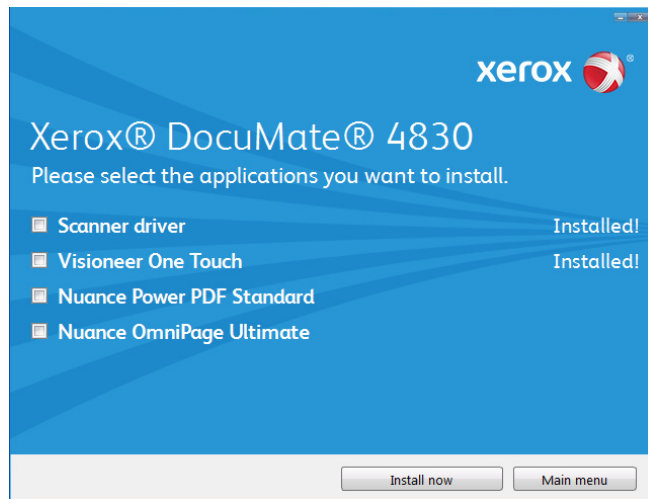 xerox®
Xerox® DocuMate® 4830
Please select the applications you want to install.
Scanner driver Installed!
Visioneer One Touch Installed!
Nuance Power PDF Standard
Nuance OmniPage Ultimate
Install now Main menu